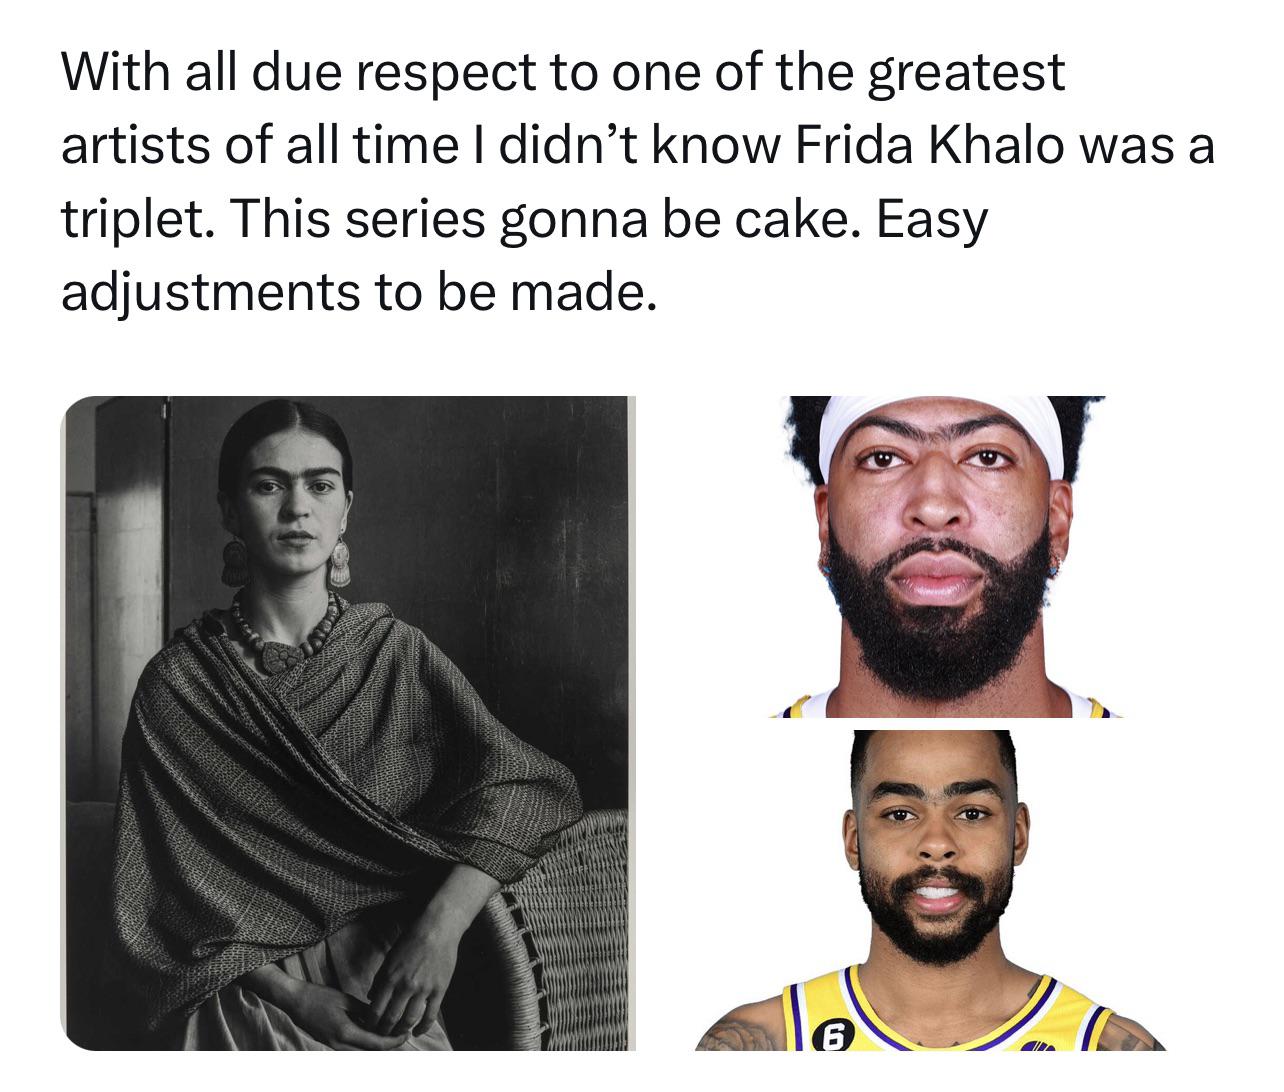 With all due respect to one of the greatest
artists of all time I didn’t know Frida Khalo was a
triplet. This series gonna be cake. Easy
adjustments to be made.
6